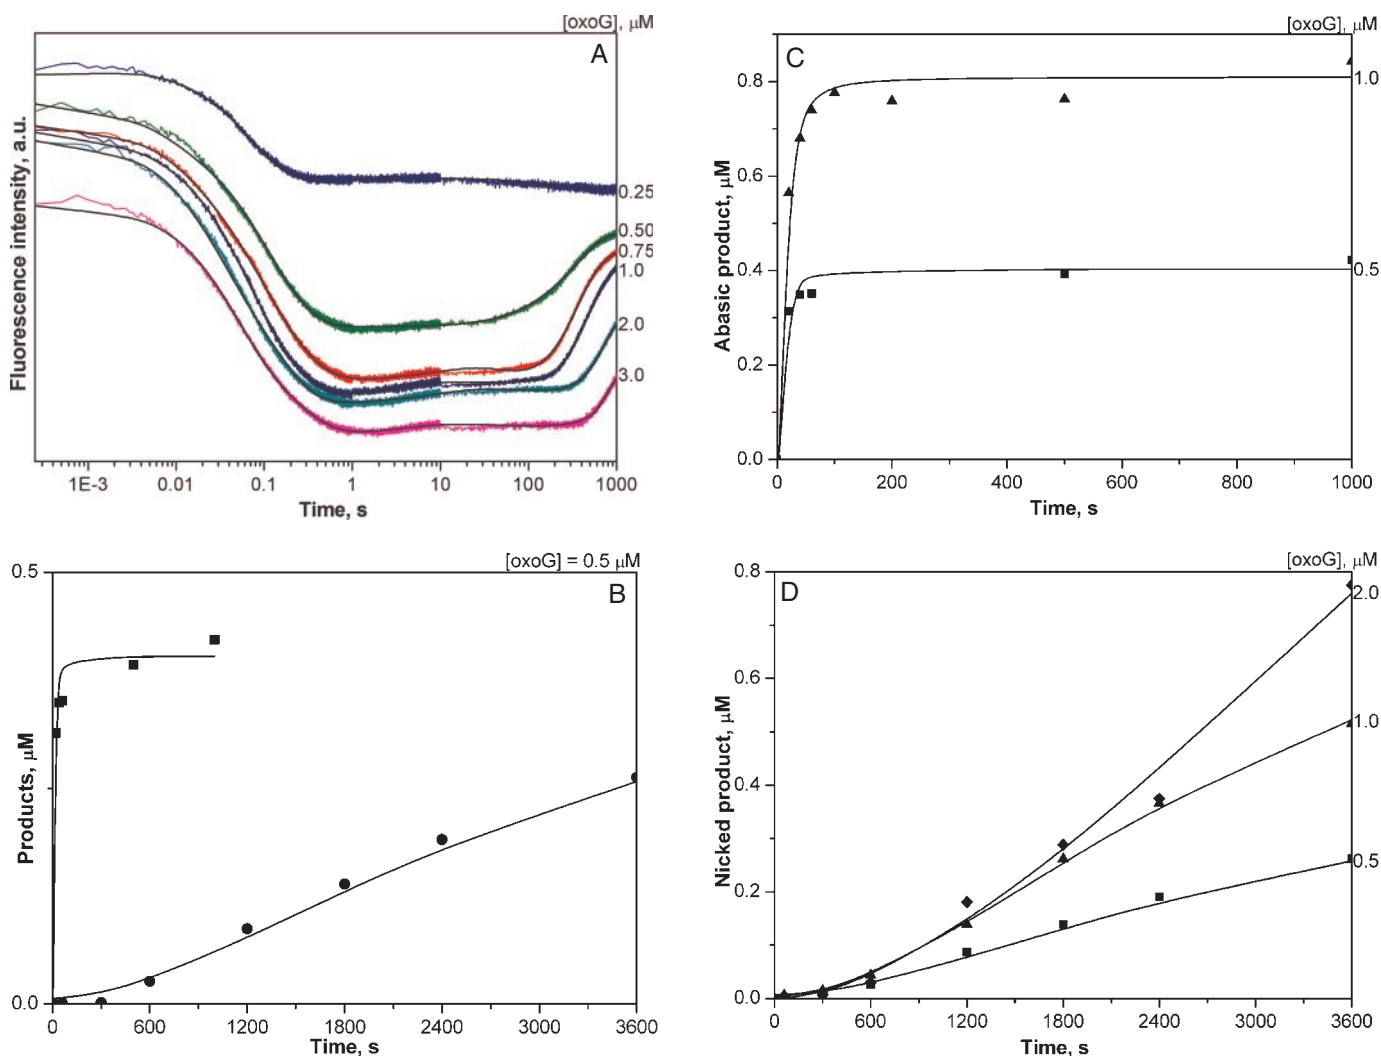 [oxoG], μM
A
Fluorescence intensity, a.u.
0.25
0.50
0.75
1.0
2.0
3.0
1E-3 0.01 0.1 1 10 100 1000
Time, s
[oxoG], μM
C
Abasic product, μM
0.8
0.6
0.4
0.2
0.0
1.0
0.5
0 200 400 600 800 1000
Time, s
[oxoG] = 0.5 μM
B
Products, μM
0.5
0.0
0 600 1200 1800 2400 3000 3600
Time, s
[oxoG], μM
D
Nicked product, μM
0.8
0.6
0.4
0.2
0.0
2.0
1.0
0.5
0 600 1200 1800 2400 3000 3600
Time, s